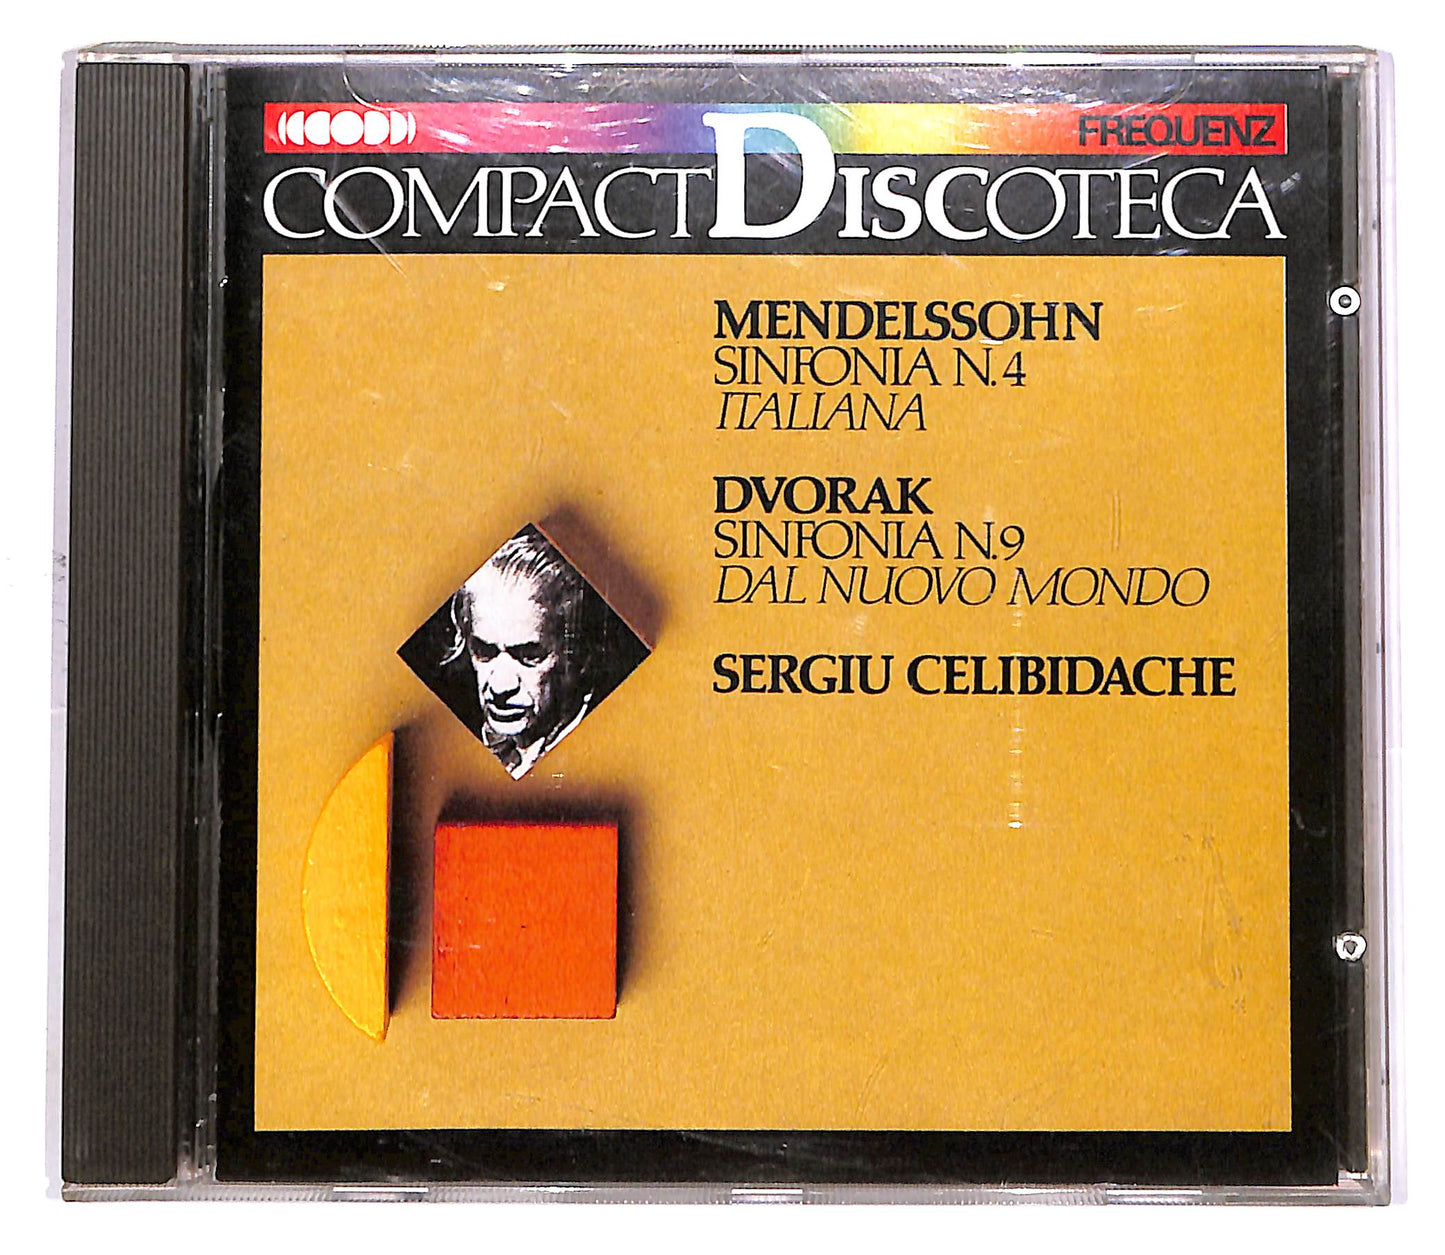 FREQUENZ
COMPACT DISCOTECA
MENDELSSOHN
SINFONIA N.4
ITALIANA
DVORAK
SINFONIA N.9
DAL NUOVO MONDO
SERGIU CELIBIDACHE